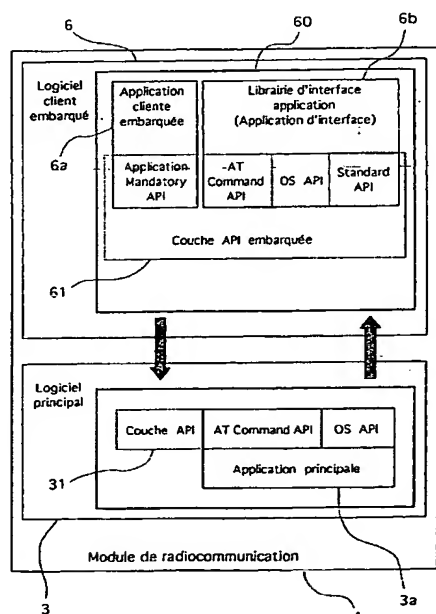 6
60
6b
Logiciel
client
embarqué
Application
cliente
embarquée
Librairie d'interface
application
(Application d'interface)
6a
Application
Mandatory
API
-AT
Command
API
OS API
Standard
API
Couche API embarquée
61
Logiciel
principal
Couche API
AT Command API
OS API
31
Application principale
3
Module de radiocommunication
3a